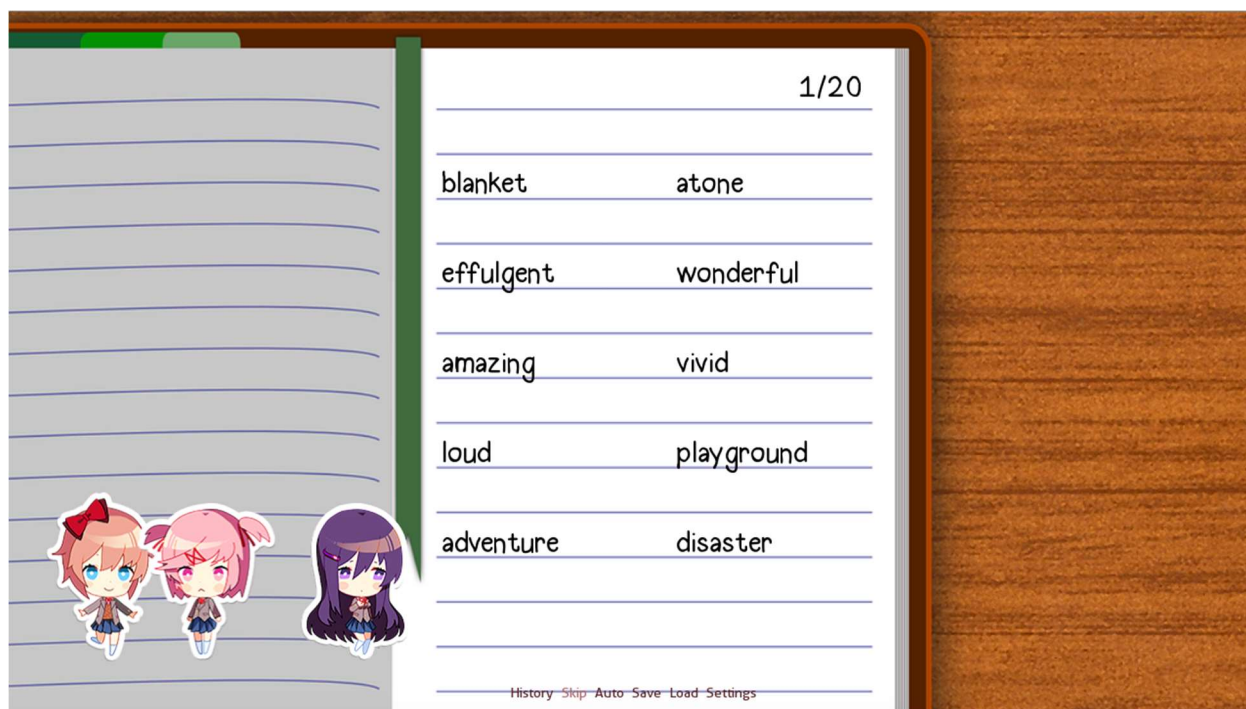 1/20
blanket atone
effulgent wonderful
amazing vivid
loud playground
adventure disaster
History Skip Auto Save Load Settings